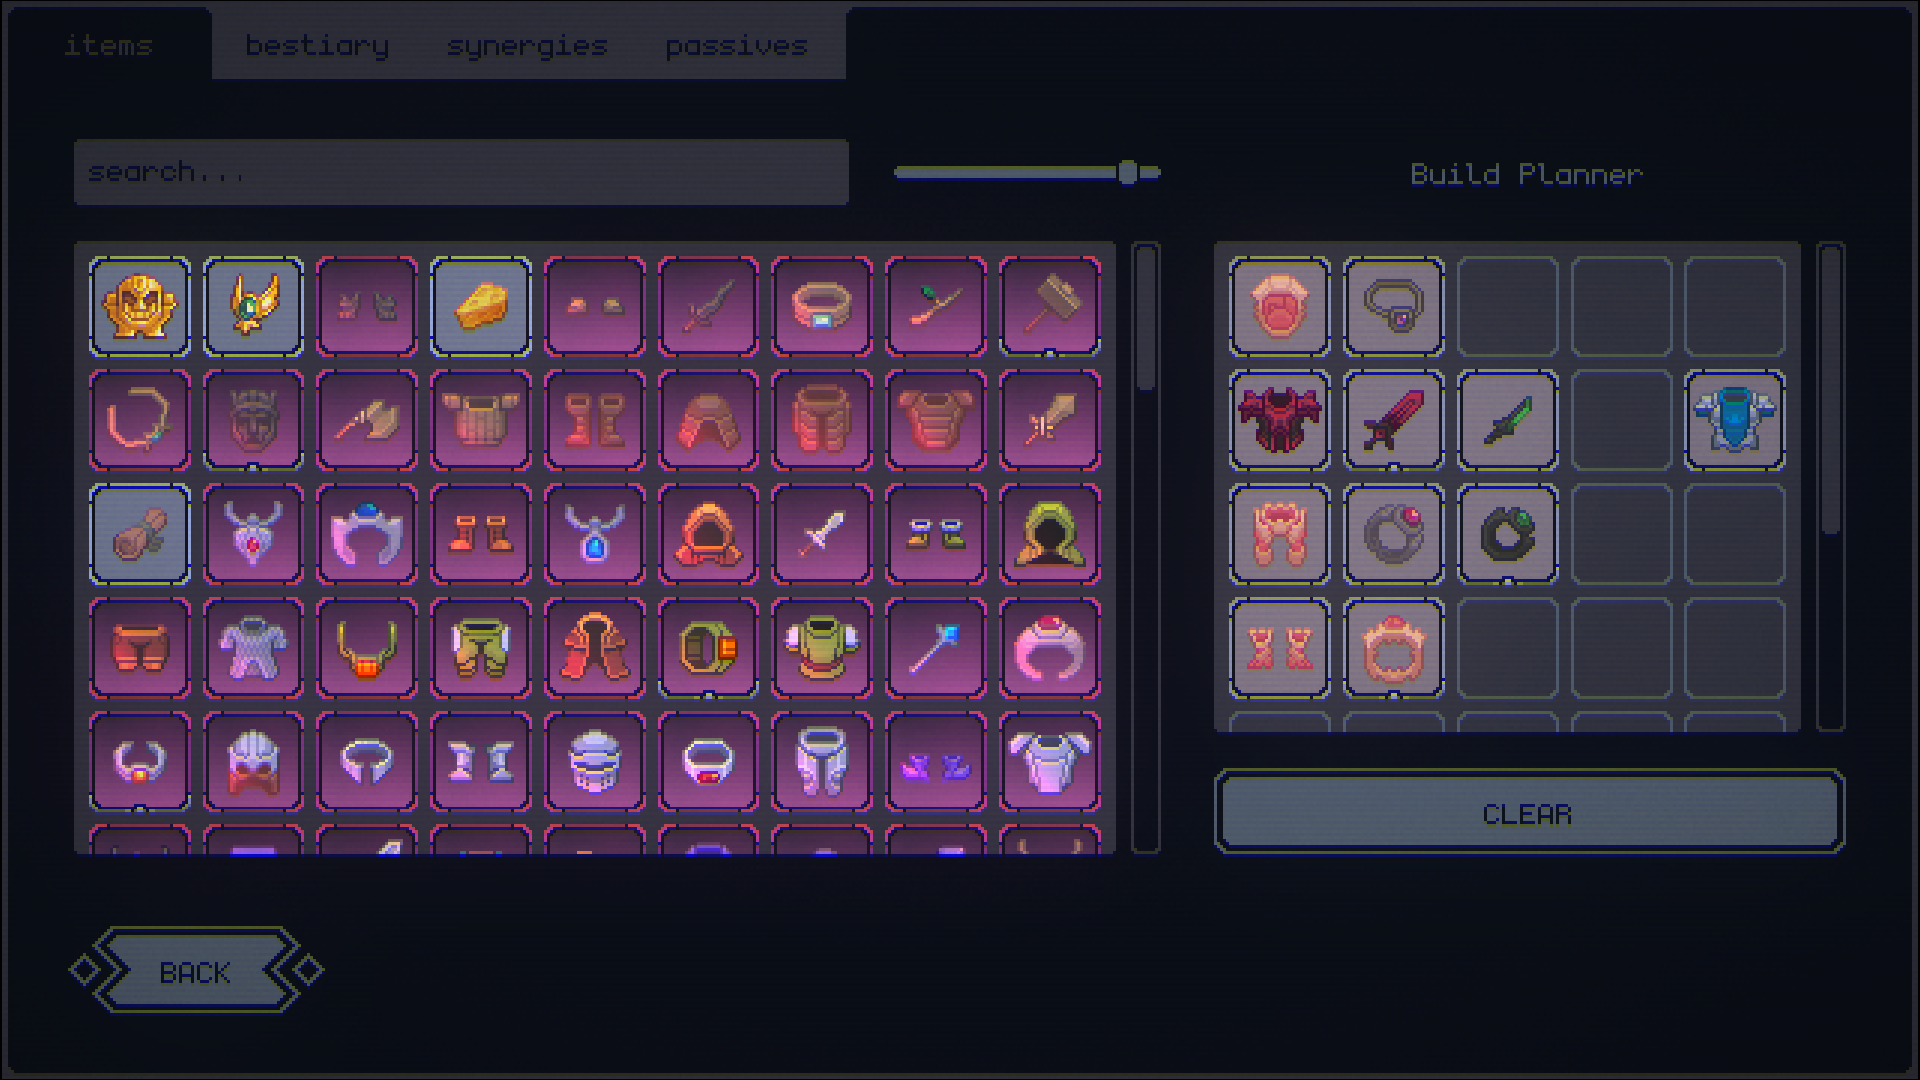 items bestiary synergies passives
search...
Build Planner
CLEAR
BACK